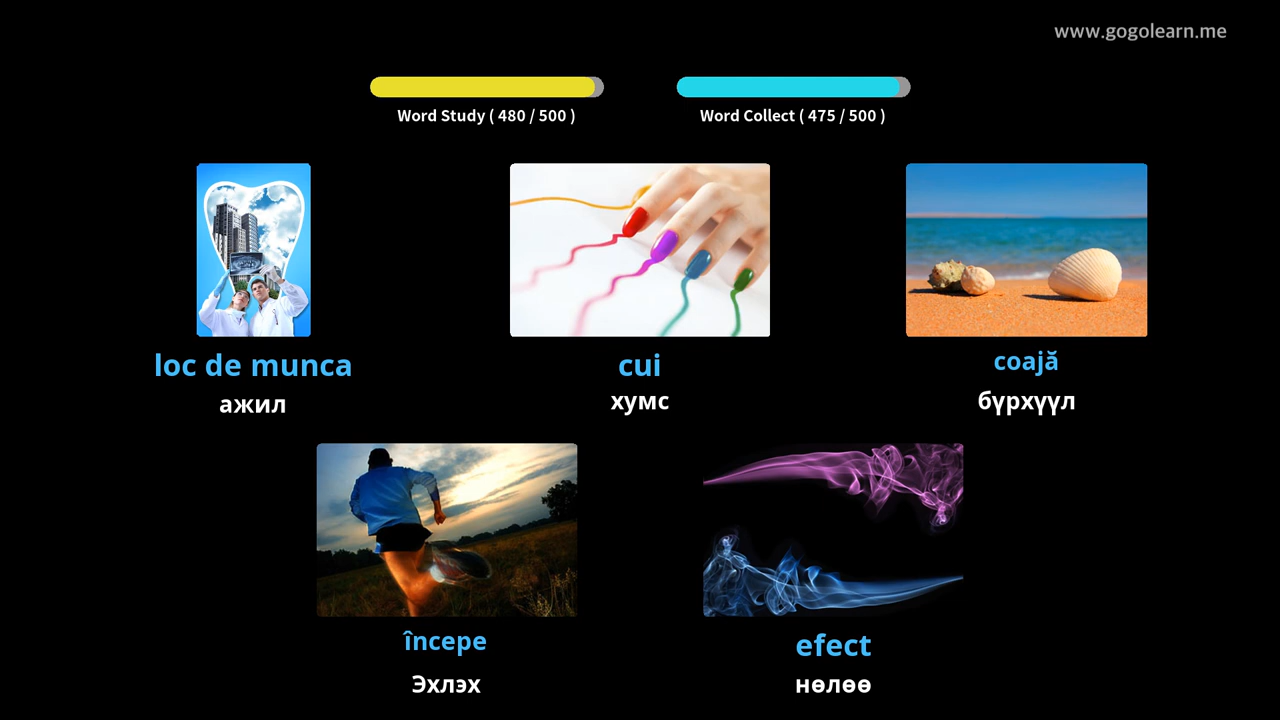 www.gogolearn.me
Word Study ( 480 / 500 )
Word Collect ( 475 / 500 )
loc de munca
ажил
cui
хумс
coajă
бүрхүүл
începe
Эхлэх
efect
нөлөө